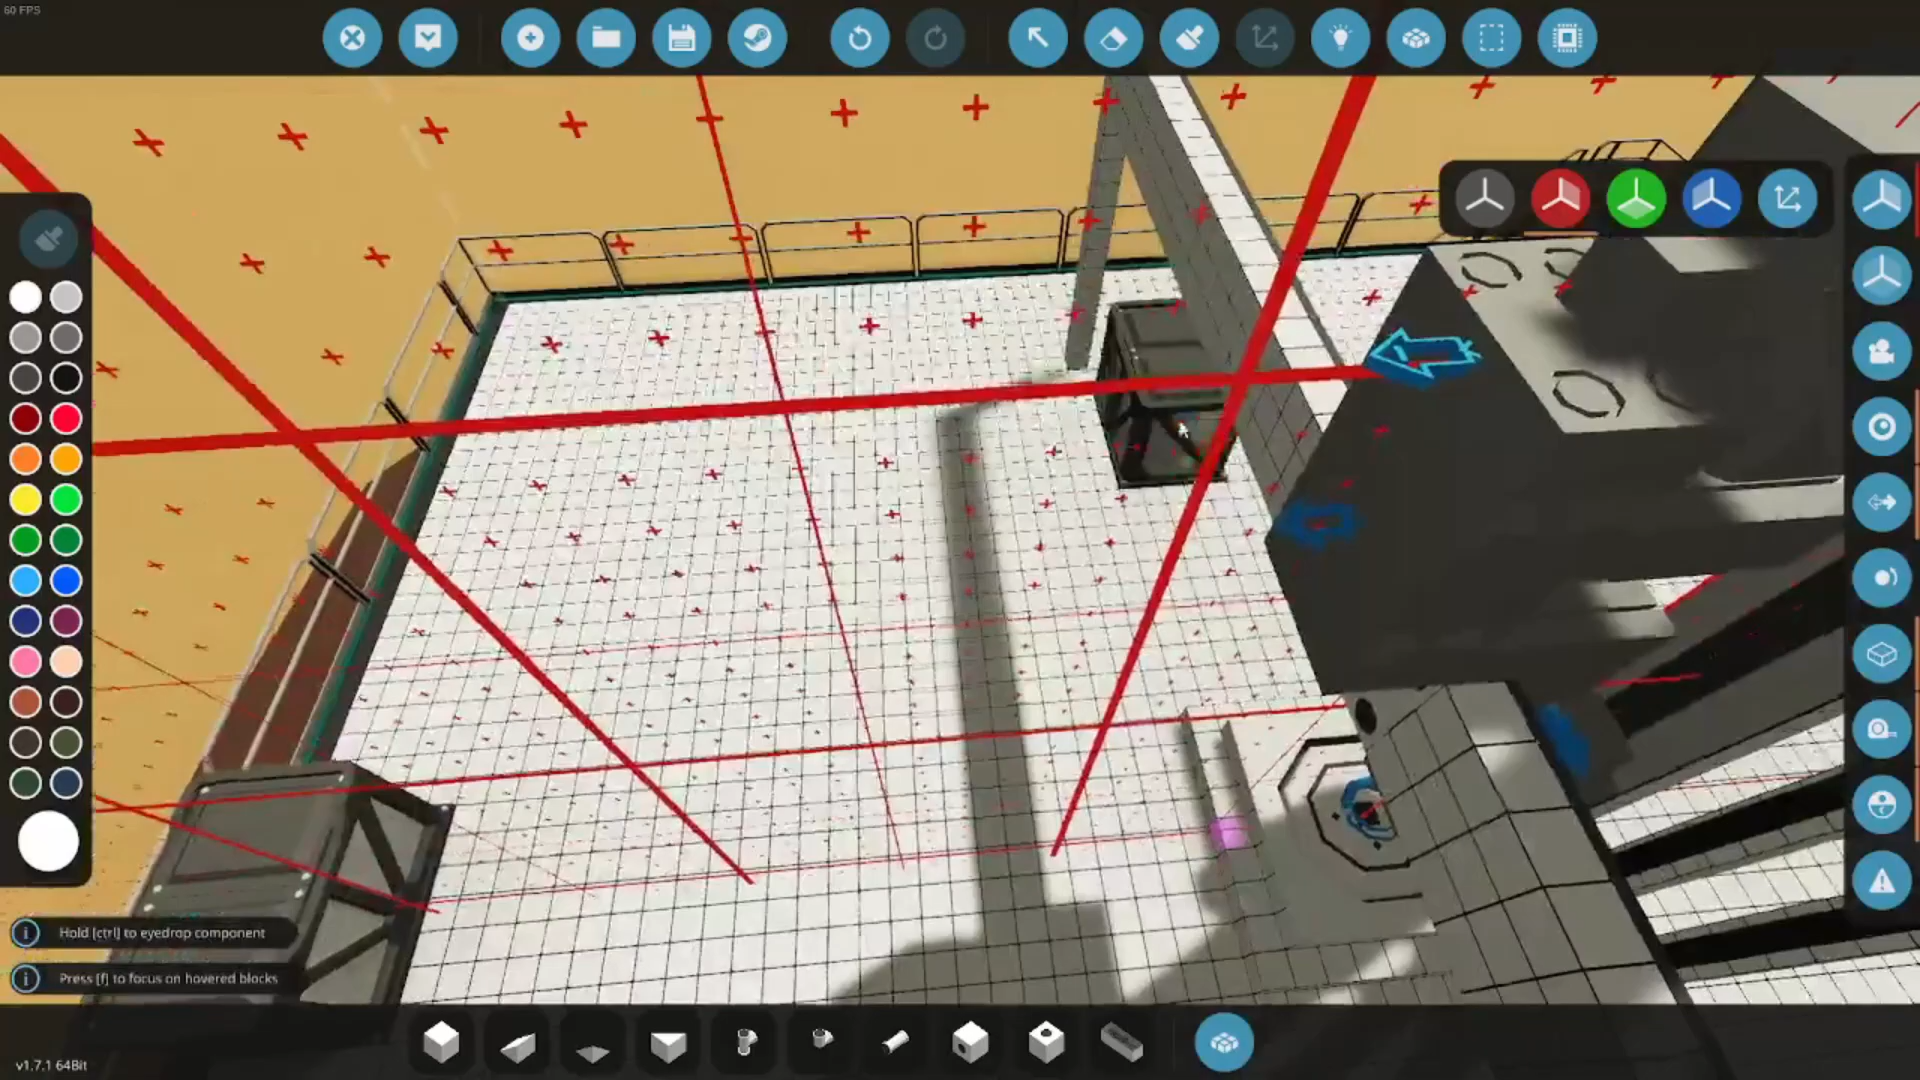 60 FPS
Hold [ctrl] to eyedrop component
Press [f] to focus on hovered blocks
v1.7.1 64Bit